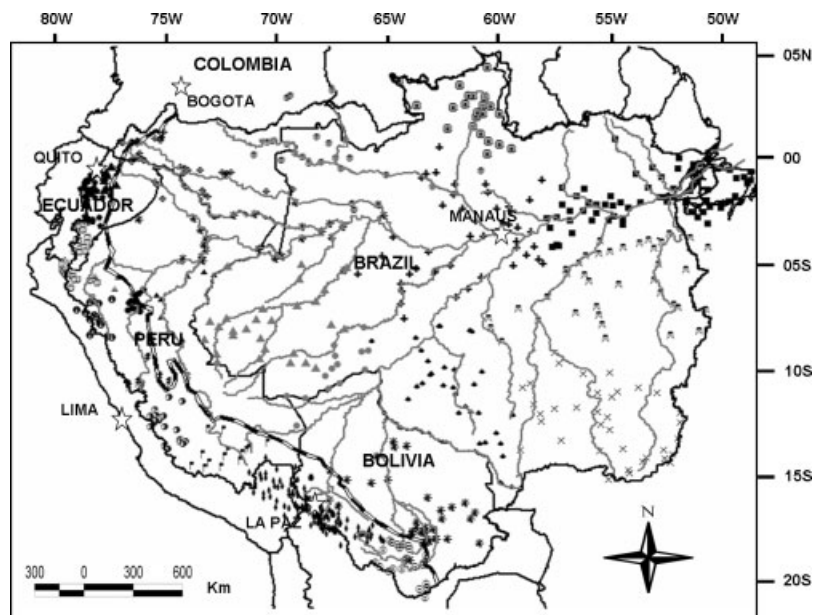 80W 75W 70W 65W 60W 55W 50W
COLOMBIA
05N
BOGOTA
QUITO
00
ECUADOR
MANAUS
BRAZIL
05S
PERU
10S
LIMA
BOLIVIA
15S
N
LA PAZ
300 0 300 600
Km
20S